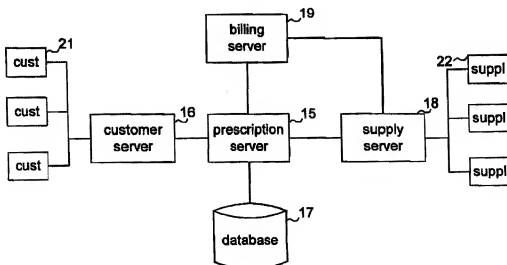 19
billing
server
21
cust
22
suppl
cust
16
customer
server
15
prescription
server
18
supply
server
suppl
cust
suppl
17
database